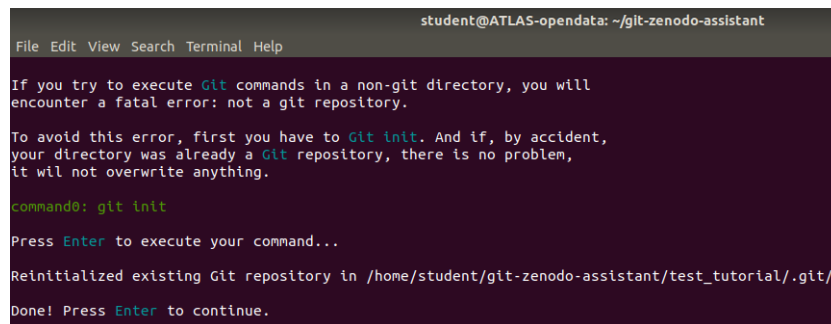 student@ATLAS-opendata: ~/git-zenodo-assistant
File Edit View Search Terminal Help
If you try to execute Git commands in a non-git directory, you will
encounter a fatal error: not a git repository.
To avoid this error, first you have to Git init. And if, by accident,
your directory was already a Git repository, there is no problem,
it wil not overwrite anything.
command0: git init
Press Enter to execute your command...
Reinitialized existing Git repository in /home/student/git-zenodo-assistant/test_tutorial/.git/
Done! Press Enter to continue.